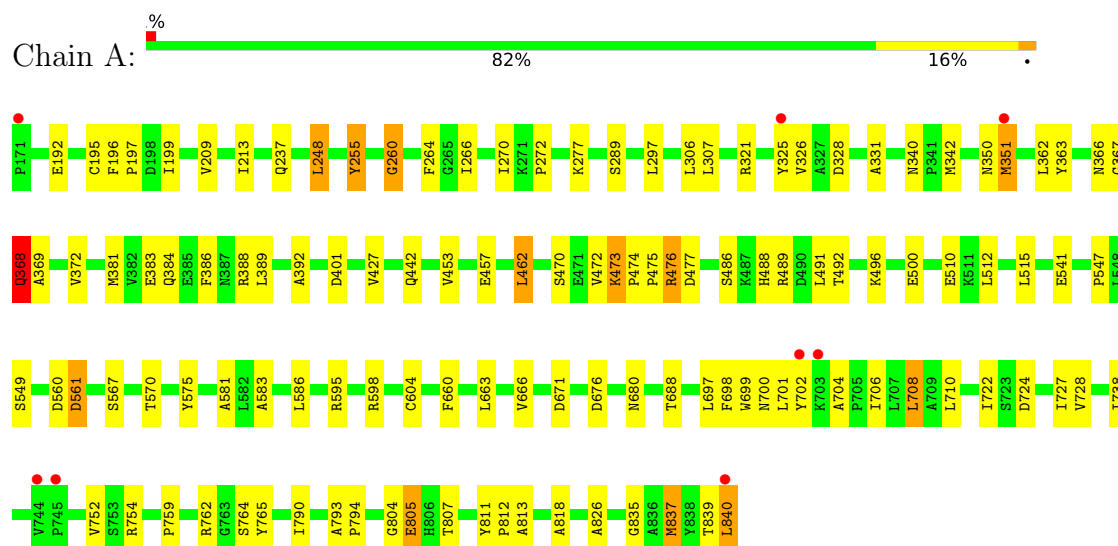 .%
Chain A:
82% 16% •
P171 E192 C195 F196 P197 D198 I199 V209 I213 Q237 L248 Y255 G260 F264 G265 I266 I270 K271 P272 K277 S289 L297 L306 L307 R321 Y325 V326 A327 D328 A331 N340 P341 M342 N350 M351 L362 Y363 N366 G367
Q368 A369 V372 M381 V382 E383 Q384 E385 F386 N387 R388 L389 A392 D401 V427 Q442 V453 E457 L462 S470 E471 V472 K473 P474 P475 R476 D477 S486 K487 H488 R489 D490 L491 T492 K496 E500 E510 K511 L512 L515 E541 P547 L548
S549 D560 D561 S567 T570 Y575 A581 L582 A583 L586 R595 R598 C604 F660 L663 V666 D671 D676 N680 T688 L697 F698 W699 N700 L701 Y702 K703 A704 P705 I706 L707 L708 A709 L710 I722 S723 D724 I727 V728 I738
V744 P745 V752 S753 R754 P759 R762 G763 S764 Y765 I790 A793 P794 G804 E805 H806 T807 Y811 P812 A813 A818 A826 G835 A836 M837 Y838 T839 L840